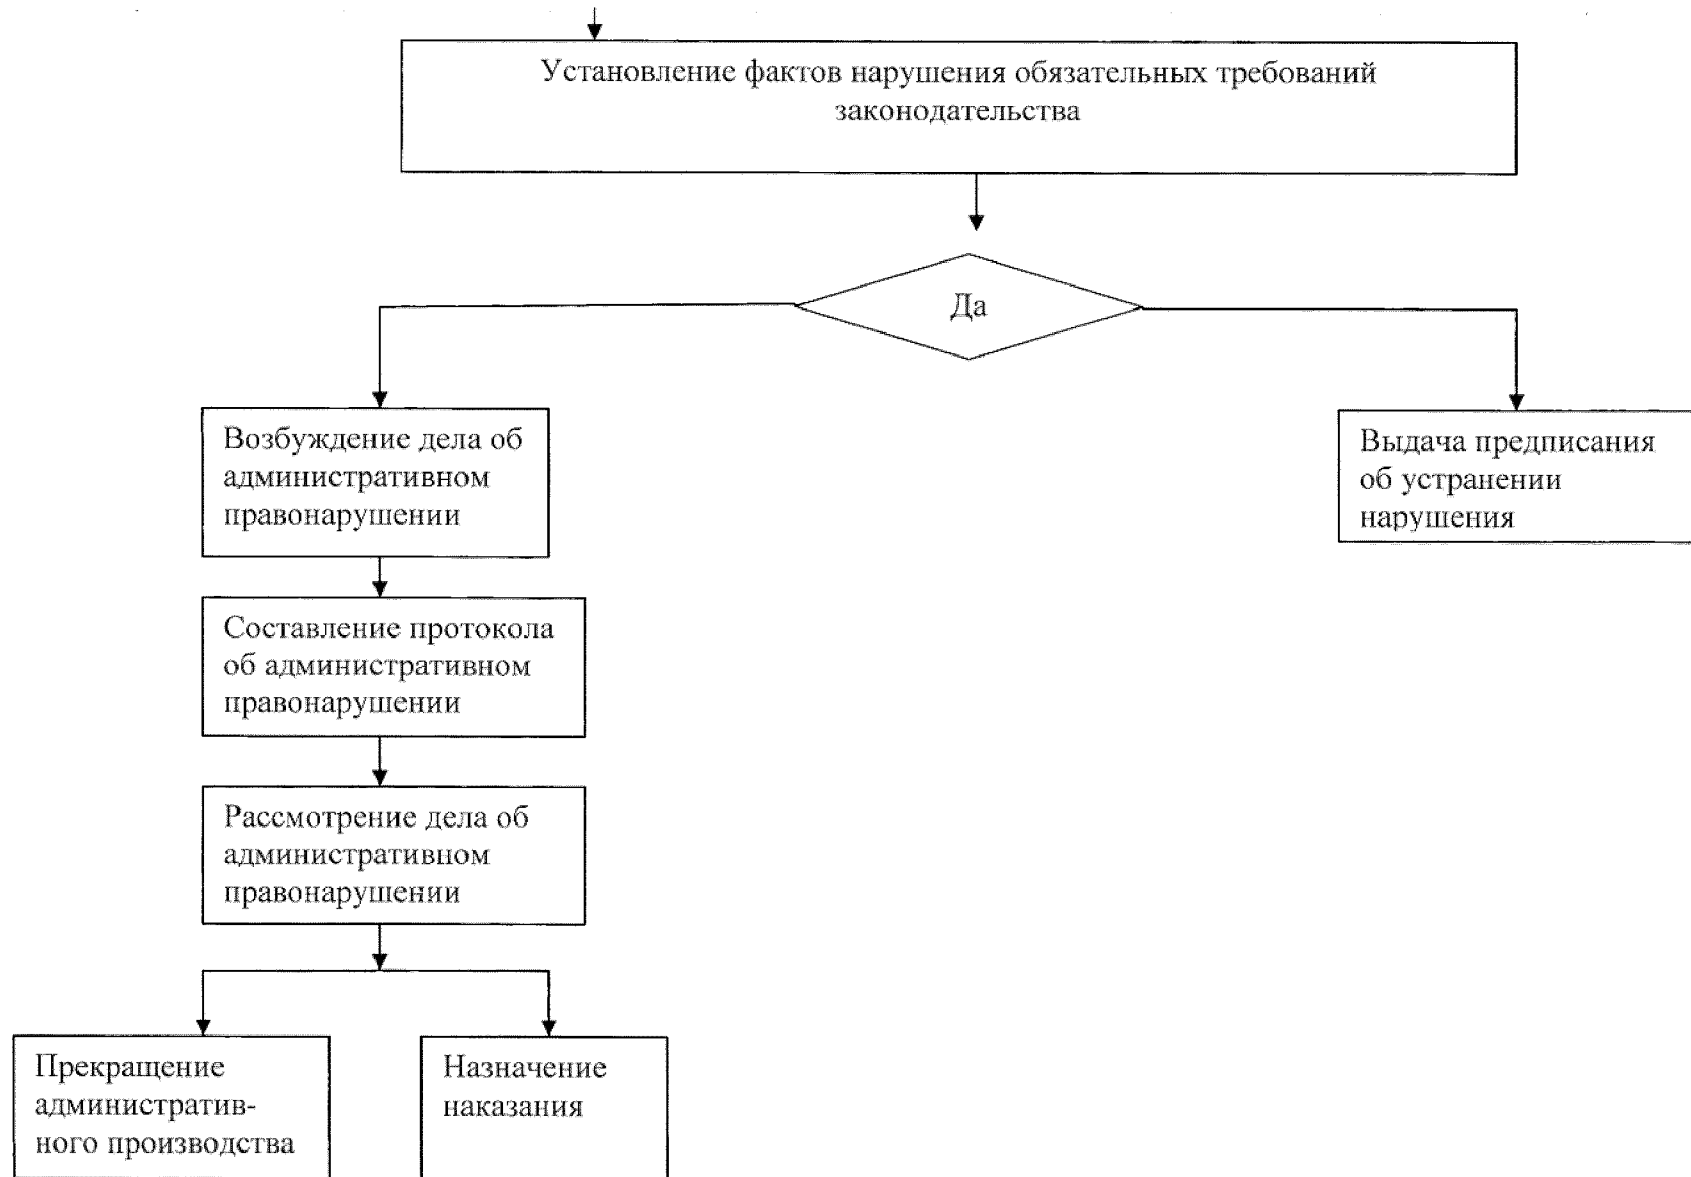 Установление фактов нарушения обязательных требований
законодательства
Да
Возбуждение дела об
административном
правонарушении
Выдача предписания
об устранении
нарушения
Составление протокола
об административном
правонарушении
Рассмотрение дела об
административном
правонарушении
Прекращение
административ-
ного производства
Назначение
наказания